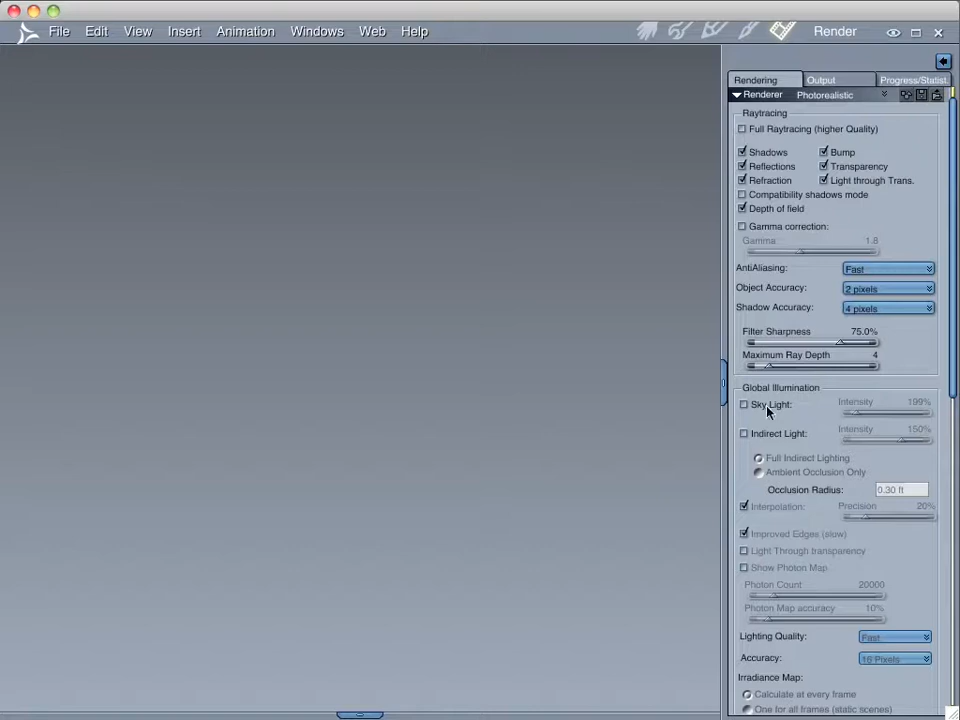 File Edit View Insert Animation Windows Web Help Render
Rendering Output Progress/Statist.
Renderer Photorealistic
Raytracing
Full Raytracing (higher Quality)
Shadows Bump
Reflections Transparency
Refraction Light through Trans.
Compatibility shadows mode
Depth of field
Gamma correction:
Gamma: 1.8
AntiAliasing: Fast
Object Accuracy: 2 pixels
Shadow Accuracy: 4 pixels
Filter Sharpness 75.0%
Maximum Ray Depth 4
Global Illumination
Sky Light: Intensity 199%
Indirect Light: Intensity 150%
Full Indirect Lighting
Ambient Occlusion Only
Occlusion Radius: 0.30 ft
Interpolation: Precision 20%
Improved Edges (slow)
Light Through transparency
Show Photon Map
Photon Count 20000
Photon Map accuracy 10%
Lighting Quality: Fast
Accuracy: 16 Pixels
Irradiance Map:
Calculate at every frame
One for all frames (static scenes)